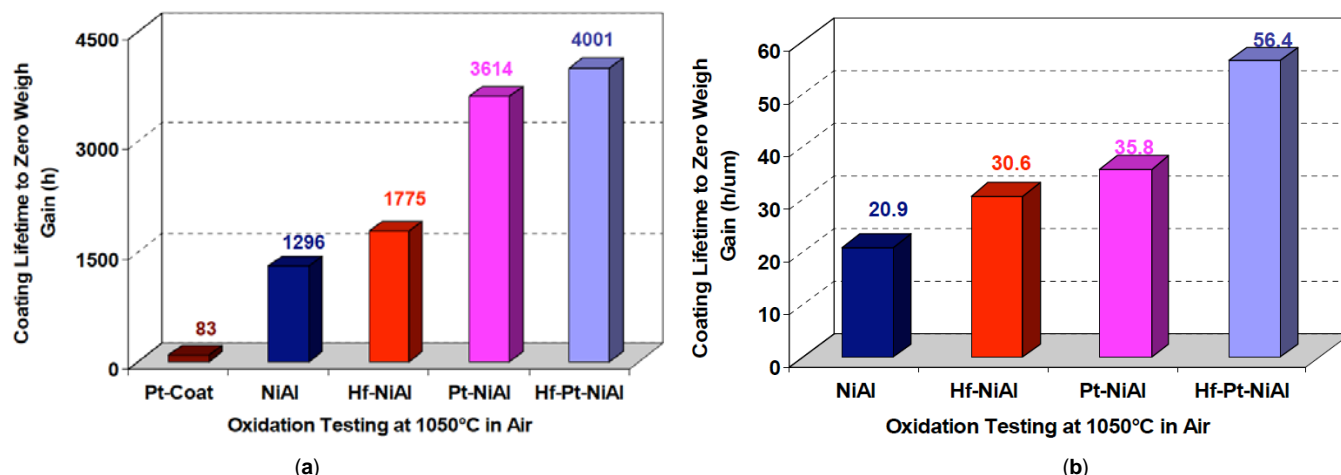 Coating Lifetime to Zero Weigh
Gain (h)
4500
3000
1500
0
83
1296
1775
3614
4001
Pt-Coat NiAl Hf-NiAl Pt-NiAl Hf-Pt-NiAl
Oxidation Testing at 1050°C in Air
(a)
Coating Lifetime to Zero Weigh
Gain (h/um)
60
50
40
30
20
10
0
20.9
30.6
35.8
56.4
NiAl Hf-NiAl Pt-NiAl Hf-Pt-NiAl
Oxidation Testing at 1050°C in Air
(b)